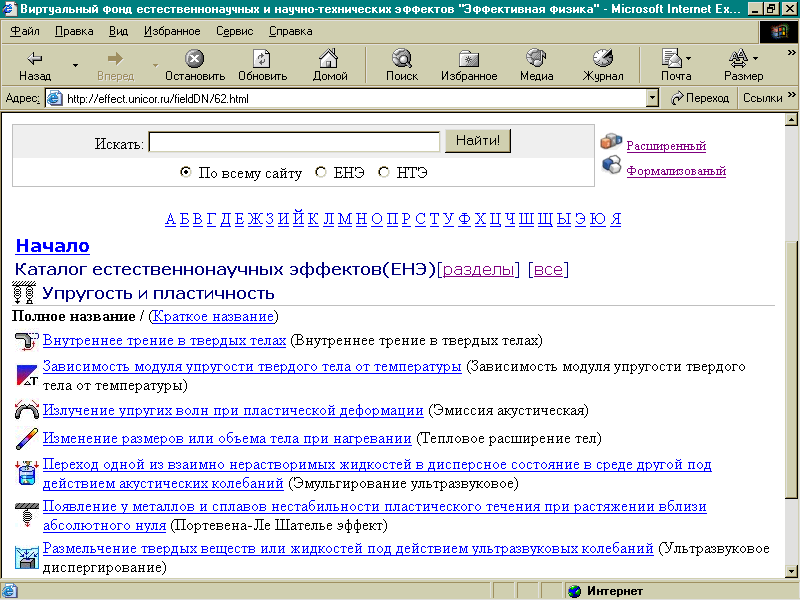 Виртуальный фонд естественнонаучных и научно-технических эффектов "Эффективная физика" - Microsoft Internet Ex...
Файл Правка Вид Избранное Сервис Справка
Назад Вперед Остановить Обновить Домой Поиск Избранное Медиа Журнал Почта Размер »
Адрес: http://effect.unicor.ru/fieldDN/62.html Переход Ссылки »
Искать: Найти!
По всему сайту ЕНЭ НТЭ
Расширенный
Формализованый
А Б В Г Д Е Ж З И Й К Л М Н О П Р С Т У Ф Х Ц Ч Ш Щ Ы Э Ю Я
Начало
Каталог естественнонаучных эффектов(ЕНЭ)[разделы] [все]
Упругость и пластичность
Полное название / (Краткое название)
Внутреннее трение в твердых телах (Внутреннее трение в твердых телах)
Зависимость модуля упругости твердого тела от температуры (Зависимость модуля упругости твердого
тела от температуры)
Излучение упругих волн при пластической деформации (Эмиссия акустическая)
Изменение размеров или объема тела при нагревании (Тепловое расширение тел)
Переход одной из взаимно нерастворимых жидкостей в дисперсное состояние в среде другой под
действием акустических колебаний (Эмульгирование ультразвуковое)
Появление у металлов и сплавов нестабильности пластического течения при растяжении вблизи
абсолютного нуля (Портевена-Ле Шателье эффект)
Размельчение твердых веществ или жидкостей под действием ультразвуковых колебаний (Ультразвуковое
диспергирование)
Интернет